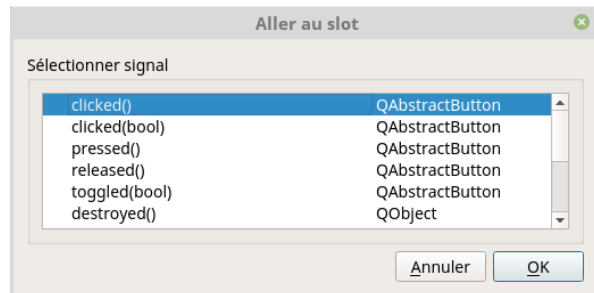 Aller au slot
Sélectionner signal
clicked() QAbstractButton
clicked(bool) QAbstractButton
pressed() QAbstractButton
released() QAbstractButton
toggled(bool) QAbstractButton
destroyed() QObject
Annuler OK